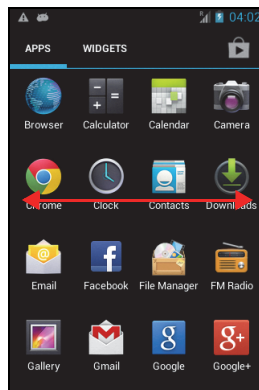 04:02
APPS WIDGETS
Browser Calculator Calendar Camera
Chrome Clock Contacts Downloads
Email Facebook File Manager FM Radio
Gallery Gmail Google Google+